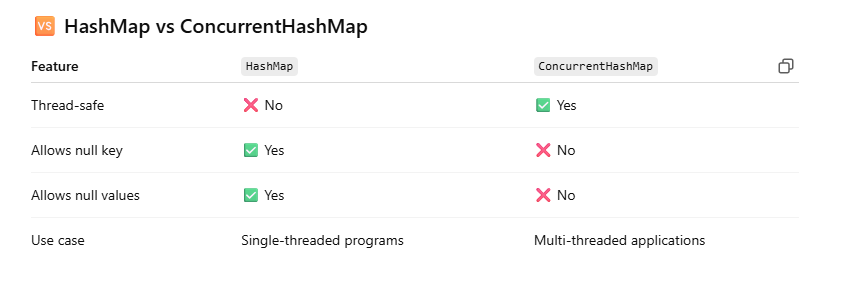 🆚 HashMap vs ConcurrentHashMap
Feature HashMap ConcurrentHashMap
Thread-safe ❌ No ✅ Yes
Allows null key ✅ Yes ❌ No
Allows null values ✅ Yes ❌ No
Use case Single-threaded programs Multi-threaded applications